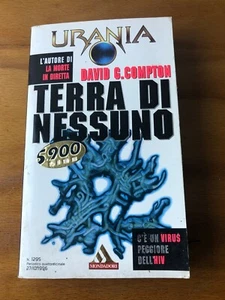 URANIA
L'AUTORE DI
LA MORTE
IN DIRETTA
DAVID G. COMPTON
TERRA DI
NESSUNO
5900
C'È UN VIRUS
PEGGIORE
DELL'HIV
MONDADORI